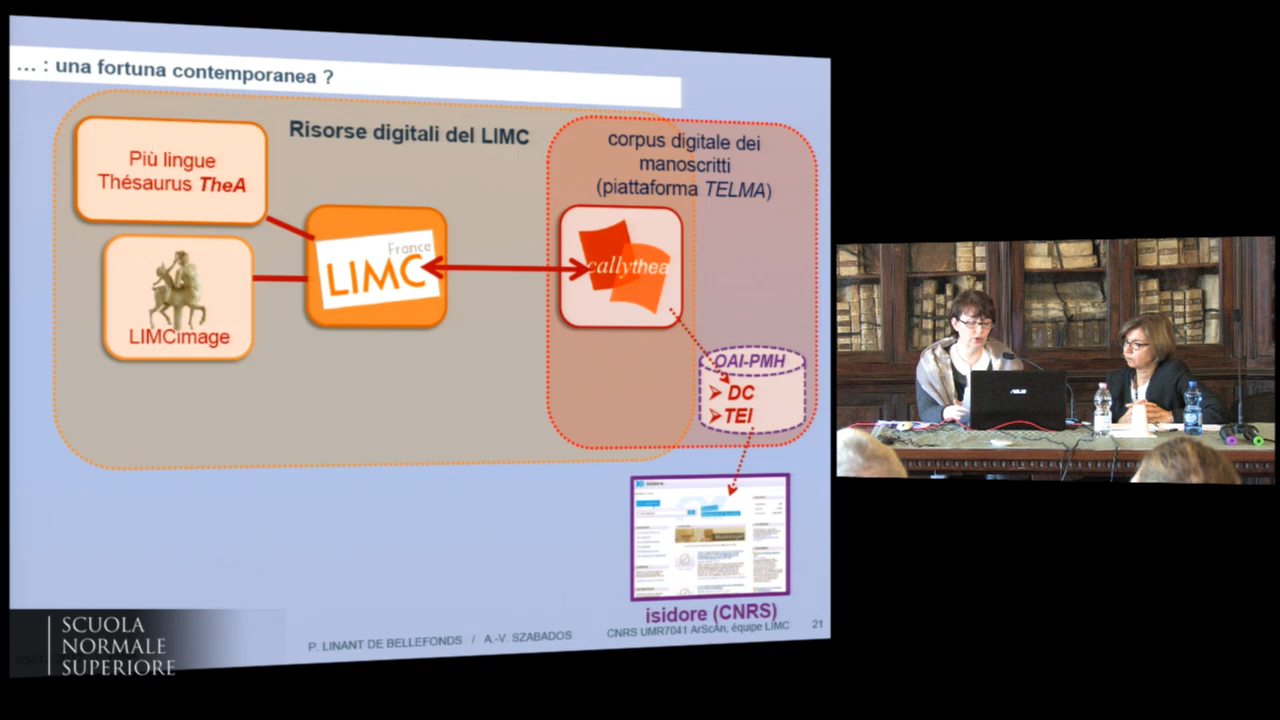 ... : una fortuna contemporanea ?
Risorse digitali del LIMC
Più lingue
Thésaurus TheA
LIMCimage
France
LIMC
corpus digitale dei
manoscritti
(piattaforma TELMA)
callythea
OAI-PMH
➢ DC
➢ TEI
isidore
isidore (CNRS)
P. LINANT DE BELLEFONDS / A.-V. SZABADOS
CNRS UMR7041 ArScAn, équipe LIMC
21
SCUOLA
NORMALE
SUPERIORE
ASUS